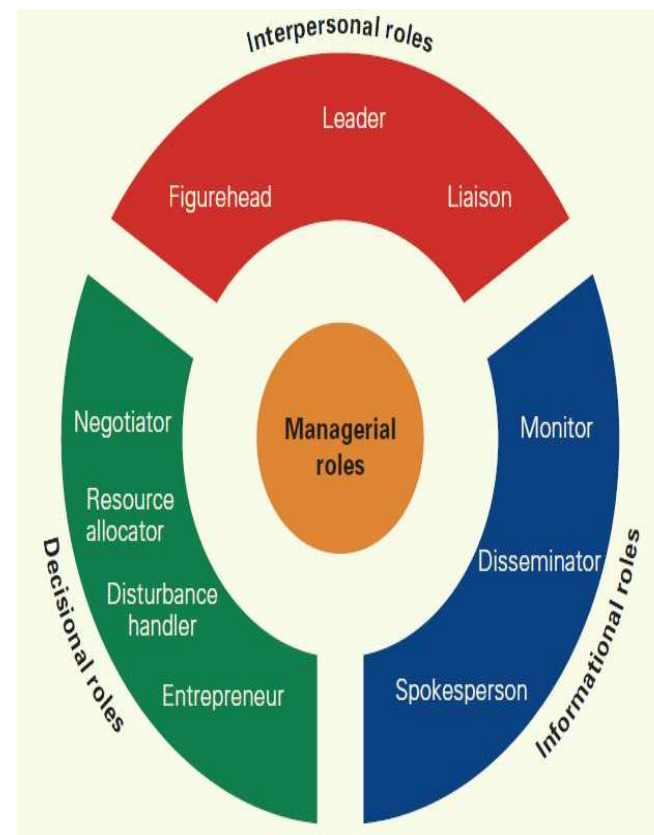 Interpersonal roles
Leader
Figurehead
Liaison
Managerial
roles
Negotiator
Resource
allocator
Disturbance
handler
Entrepreneur
Decisional roles
Monitor
Disseminator
Spokesperson
Informational roles